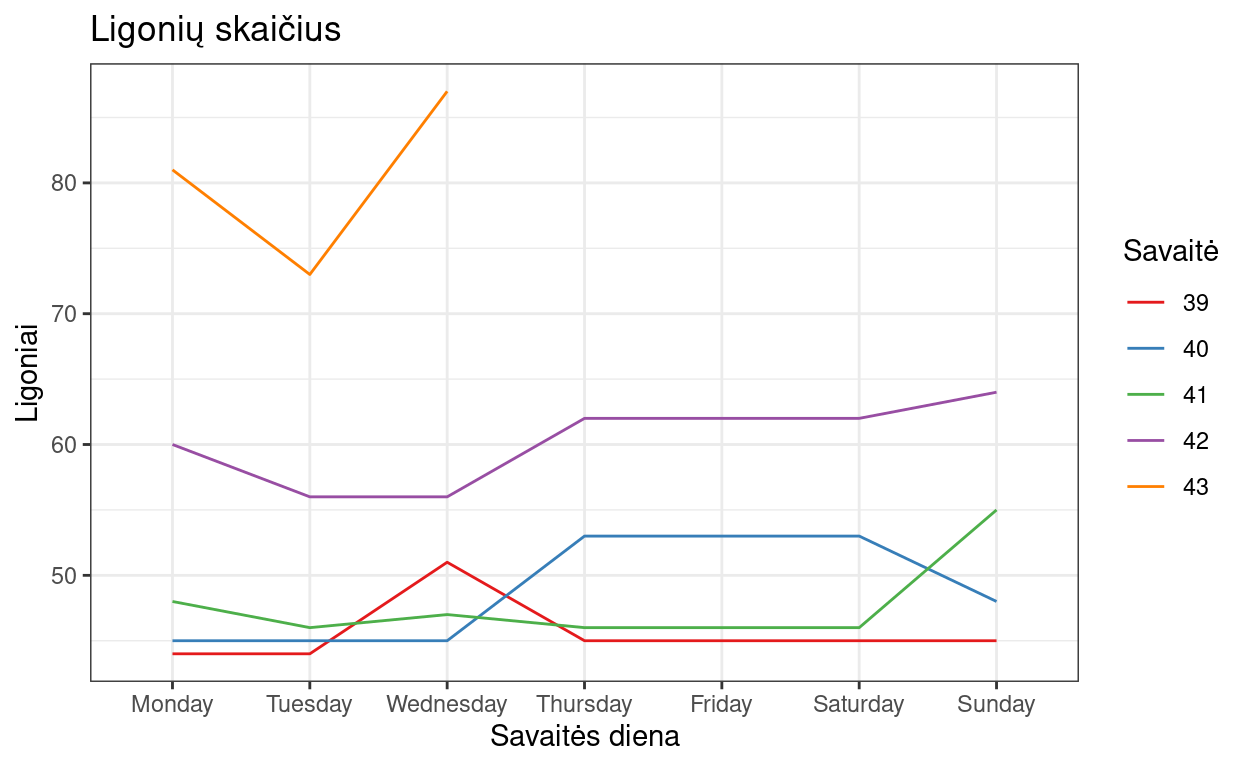 Ligonių skaičius
80
70
60
50
Ligoniai
Monday Tuesday Wednesday Thursday Friday Saturday Sunday
Savaitės diena
Savaitė
39
40
41
42
43